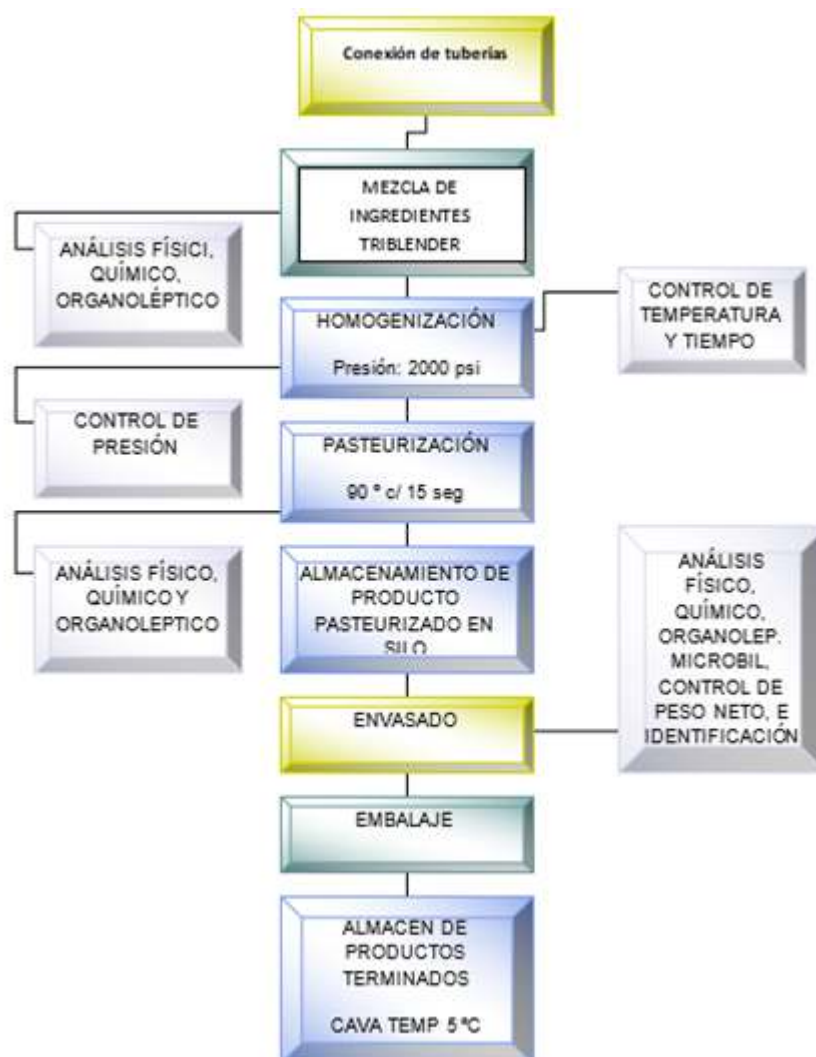 Conexión de tuberías
MEZCLA DE
INGREDIENTES
TRIBLENDER
ANÁLISIS FÍSICI,
QUÍMICO,
ORGANOLÉPTICO
HOMOGENIZACIÓN
Presión: 2000 psi
CONTROL DE
TEMPERATURA
Y TIEMPO
CONTROL DE
PRESIÓN
PASTEURIZACIÓN
90 º c/ 15 seg
ANÁLISIS FÍSICO,
QUÍMICO Y
ORGANOLEPTICO
ALMACENAMIENTO DE
PRODUCTO
PASTEURIZADO EN
SILO
ANÁLISIS
FÍSICO,
QUÍMICO,
ORGANOLEP.
MICROBIL,
CONTROL DE
PESO NETO, E
IDENTIFICACIÓN
ENVASADO
EMBALAJE
ALMACEN DE
PRODUCTOS
TERMINADOS
CAVA TEMP 5 ºC